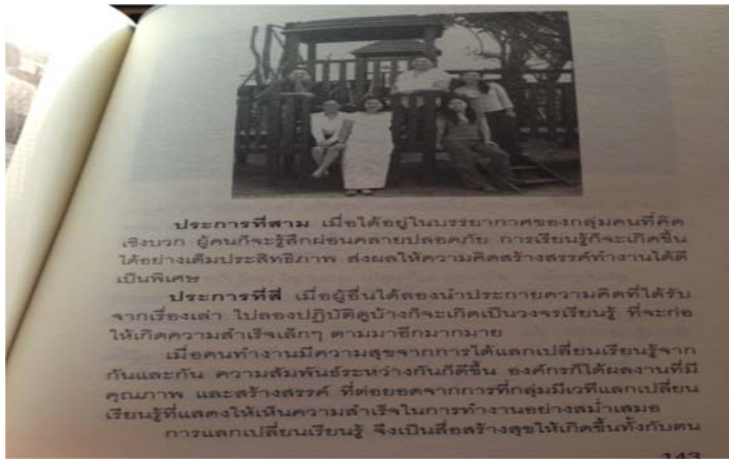 ประการที่สาม เมื่อได้อยู่ในบรรยากาศของกลุ่มคนที่คิด
เชิงบวก ผู้คนก็จะรู้สึกผ่อนคลายปลอดภัย การเรียนรู้ก็จะเกิดขึ้น
ได้อย่างเต็มประสิทธิภาพ ส่งผลให้ความคิดสร้างสรรค์ทำงานได้ดี
เป็นพิเศษ
ประการที่สี่ เมื่อผู้อื่นได้ลองนำประกายความคิดที่ได้รับ
จากเรื่องเล่า ไปลองปฏิบัติดูบ้างก็จะเกิดเป็นวงจรเรียนรู้ ที่จะก่อ
ให้เกิดความสำเร็จเล็กๆ ตามมาอีกมากมาย
เมื่อคนทำงานมีความสุขจากการได้แลกเปลี่ยนเรียนรู้จาก
กันและกัน ความสัมพันธ์ระหว่างกันก็ดีขึ้น องค์กรก็ได้ผลงานที่มี
คุณภาพ และสร้างสรรค์ ที่ต่อยอดจากการที่กลุ่มมีเวทีแลกเปลี่ยน
เรียนรู้ที่แสดงให้เห็นความสำเร็จในการทำงานอย่างสม่ำเสมอ
การแลกเปลี่ยนเรียนรู้ จึงเป็นสื่อสร้างสุขให้เกิดขึ้นทั้งกับคน
143